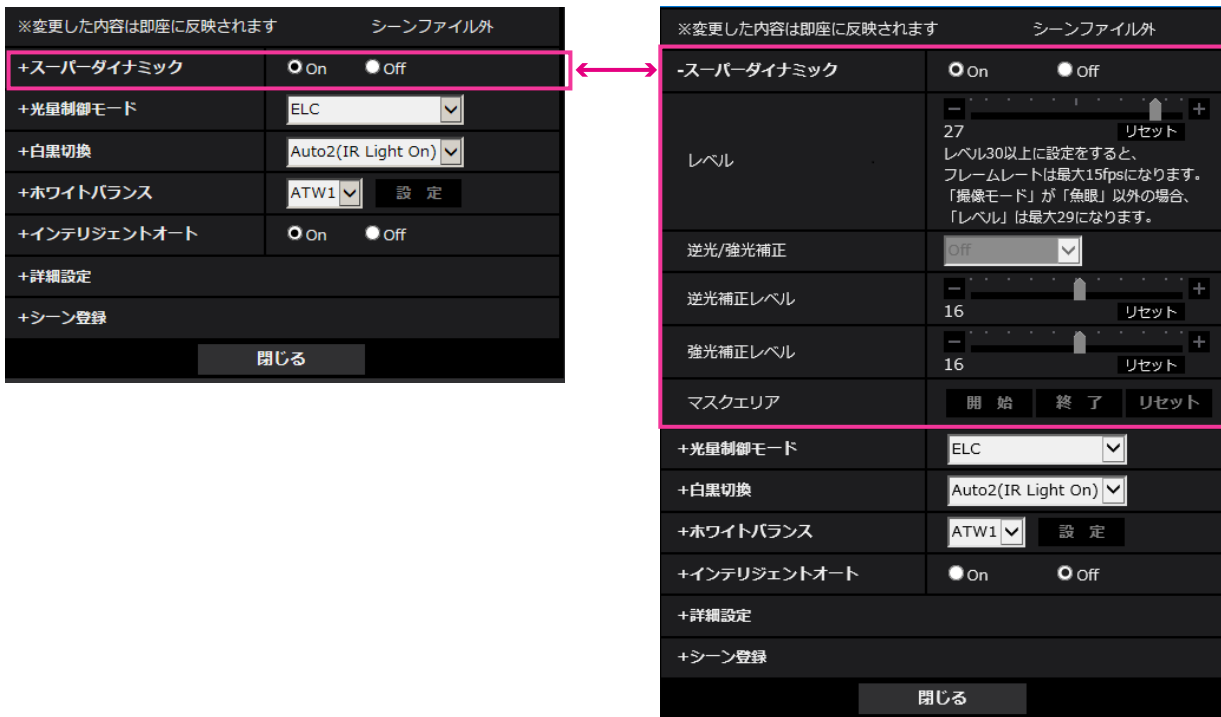 ※変更した内容は即座に反映されます シーンファイル外
+スーパーダイナミック On Off
+光量制御モード ELC
+白黒切換 Auto2(IR Light On)
+ホワイトバランス ATW1 設 定
+インテリジェントオート On Off
+詳細設定
+シーン登録
閉じる
※変更した内容は即座に反映されます シーンファイル外
-スーパーダイナミック On Off
レベル
27 リセット
レベル30以上に設定をすると、
フレームレートは最大15fpsになります。
「撮像モード」が「魚眼」以外の場合、
「レベル」は最大29になります。
逆光/強光補正 Off
逆光補正レベル
16 リセット
強光補正レベル
16 リセット
マスクエリア 開 始 終 了 リセット
+光量制御モード ELC
+白黒切換 Auto2(IR Light On)
+ホワイトバランス ATW1 設 定
+インテリジェントオート On Off
+詳細設定
+シーン登録
閉じる